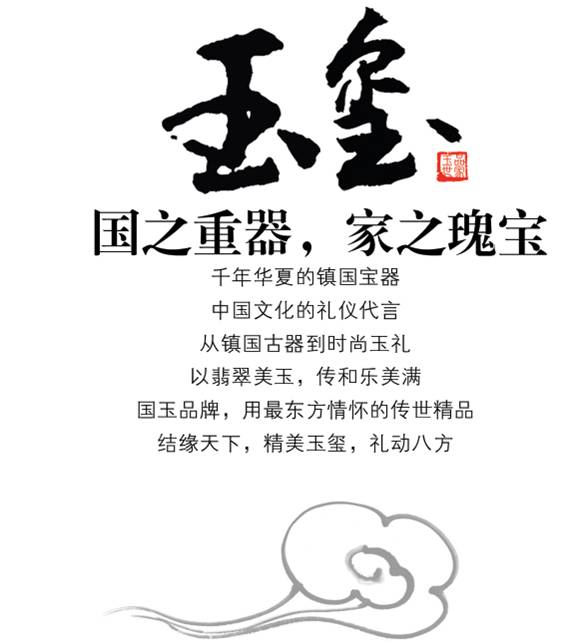 玉玺
国之重器，家之瑰宝
千年华夏的镇国宝器
中国文化的礼仪代言
从镇国古器到时尚玉礼
以翡翠美玉，传和乐美满
国玉品牌，用最东方情怀的传世精品
结缘天下，精美玉玺，礼动八方